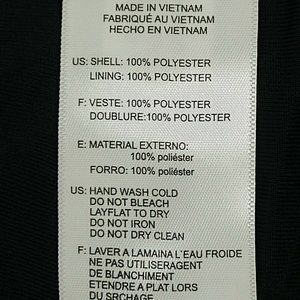 MADE IN VIETNAM
FABRIQUÉ AU VIETNAM
HECHO EN VIETNAM
US: SHELL: 100% POLYESTER
LINING: 100% POLYESTER
F: VESTE: 100% POLYESTER
DOUBLURE:100% POLYESTER
E: MATERIAL EXTERNO:
100% poliéster
FORRO: 100% poliéster
US: HAND WASH COLD
DO NOT BLEACH
LAYFLAT TO DRY
DO NOT IRON
DO NOT DRY CLEAN
F: LAVER A LAMAINA L'EAU FROIDE
NE PAS UTILISERAGENT
DE BLANCHIMENT
ETENDRE A PLAT LORS
DU SRCHAGE